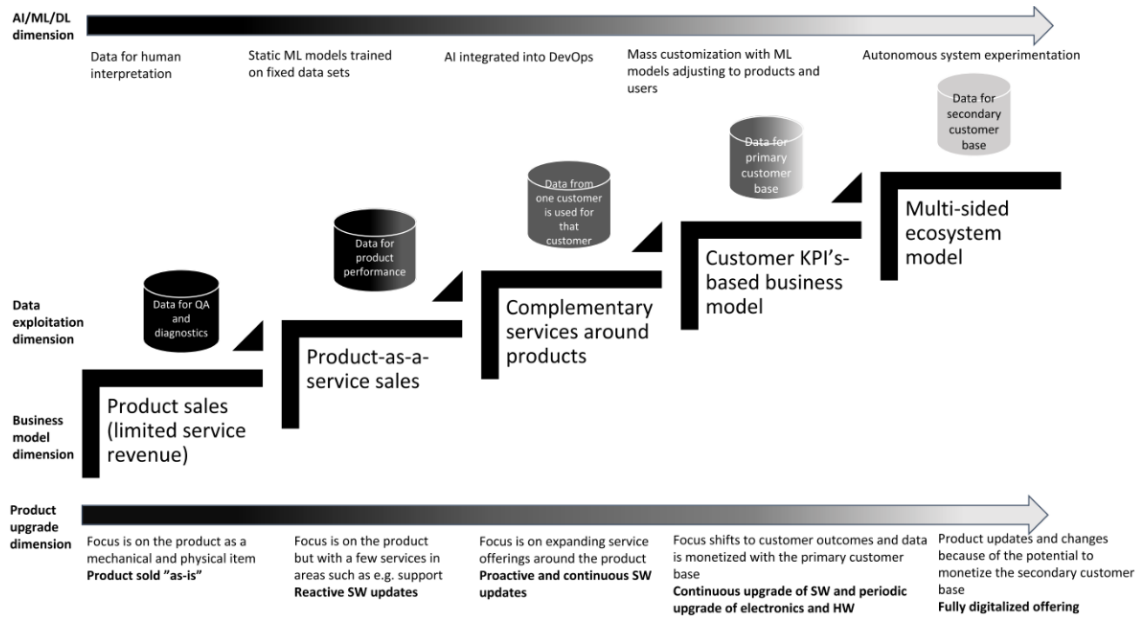 AI/ML/DL
dimension
Data for human
interpretation
Static ML models trained
on fixed data sets
AI integrated into DevOps
Mass customization with ML
models adjusting to products and
users
Autonomous system experimentation
Data
exploitation
dimension
Data for QA
and
diagnostics
Data for
product
performance
Data from
one customer
is used for
that
customer
Data for
primary
customer
base
Data for
secondary
customer
base
Business
model
dimension
Product sales
(limited service
revenue)
Product-as-a-
service sales
Complementary
services around
products
Customer KPI's-
based business
model
Multi-sided
ecosystem
model
Product
upgrade
dimension
Focus is on the product as a
mechanical and physical item
Product sold ”as-is”
Focus is on the product
but with a few services in
areas such as e.g. support
Reactive SW updates
Focus is on expanding service
offerings around the product
Proactive and continuous SW
updates
Focus shifts to customer outcomes and data
is monetized with the primary customer
base
Continuous upgrade of SW and periodic
upgrade of electronics and HW
Product updates and changes
because of the potential to
monetize the secondary customer
base
Fully digitalized offering